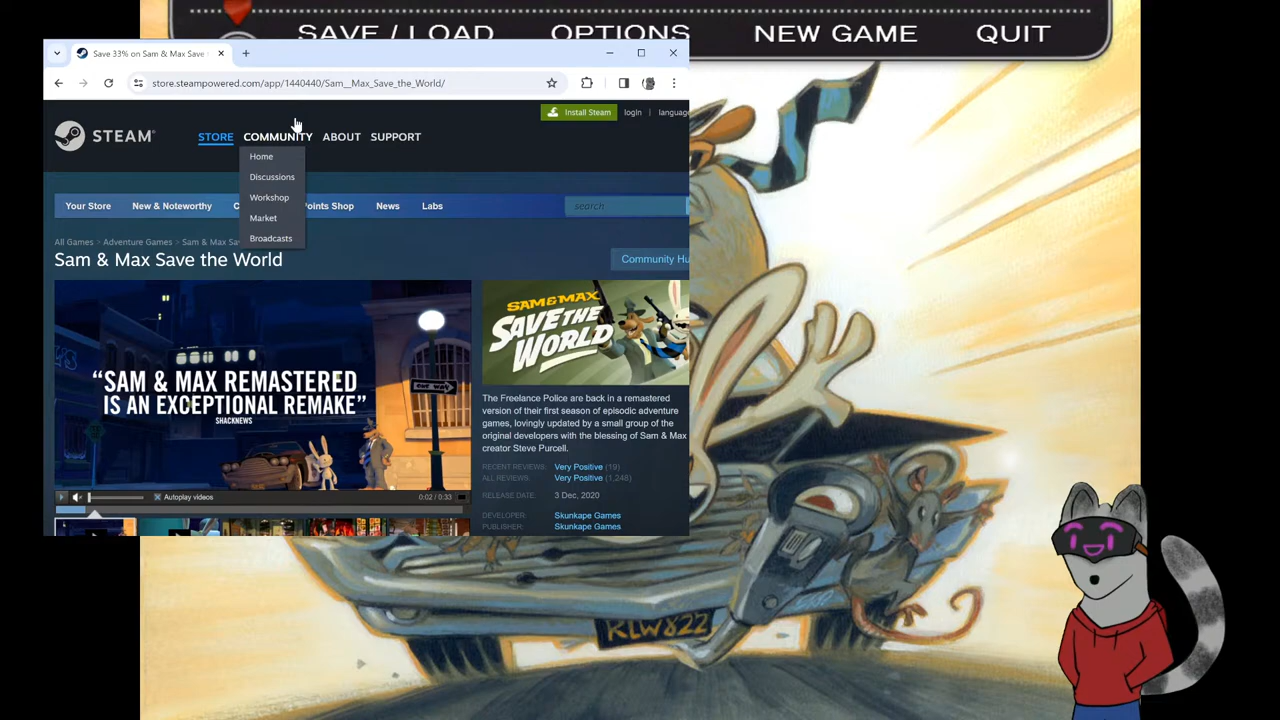 SAVE / LOAD OPTIONS NEW GAME QUIT
Save 33% on Sam & Max Save
store.steampowered.com/app/1440440/Sam__Max_Save_the_World/
Install Steam login | language
STEAM®
STORE COMMUNITY ABOUT SUPPORT
Home
Discussions
Workshop
Market
Broadcasts
Your Store New & Noteworthy C Points Shop News Labs search
All Games > Adventure Games > Sam & Max Sav
Sam & Max Save the World
Community Hu
SAM & MAX
SAVE THE
WORLD
"SAM & MAX REMASTERED
IS AN EXCEPTIONAL REMAKE"
SHACKNEWS
ONE WAY
The Freelance Police are back in a remastered
version of their first season of episodic adventure
games, lovingly updated by a small group of the
original developers with the blessing of Sam & Max
creator Steve Purcell.
RECENT REVIEWS: Very Positive (19)
ALL REVIEWS: Very Positive (1,248)
RELEASE DATE: 3 Dec, 2020
DEVELOPER: Skunkape Games
PUBLISHER: Skunkape Games
Autoplay videos 0:02 / 0:33
RLW822